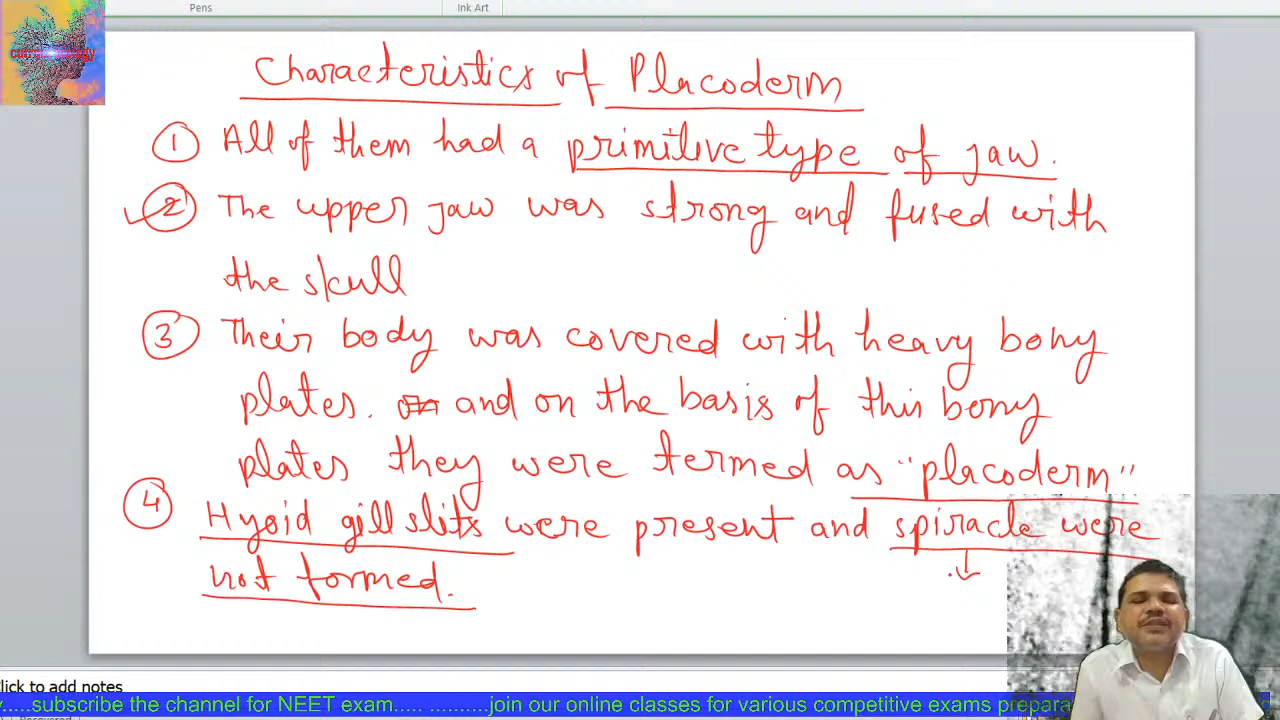 Pens
Ink Art
Characteristics of Placoderm
① All of them had a primitive type of jaw.
② The upper jaw was strong and fused with
the skull
③ Their body was covered with heavy bony
plates. and on the basis of this bony
plates they were termed as "placoderm"
④ Hyoid gill slits were present and spiracle were
not formed.
lick to add notes
.....subscribe the channel for NEET exam..... ..........join our online classes for various competitive exams prepara